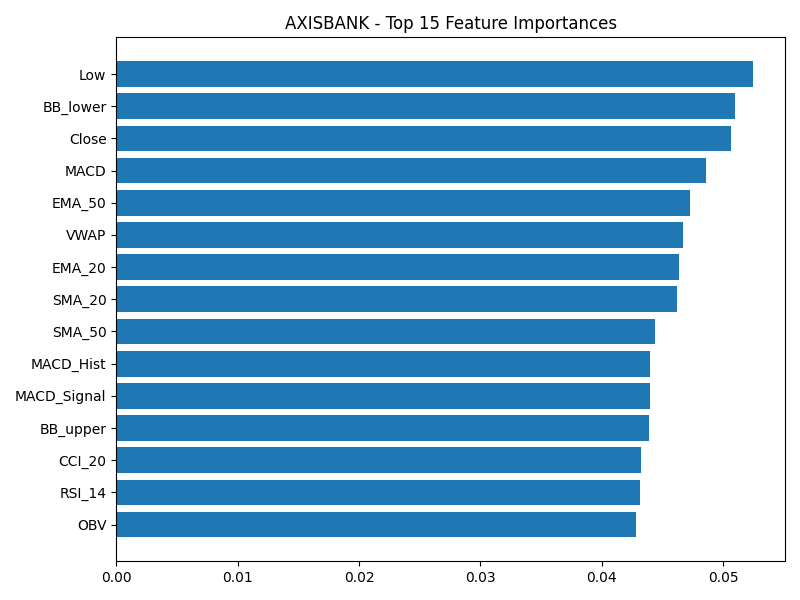 AXISBANK - Top 15 Feature Importances
Low
BB_lower
Close
MACD
EMA_50
VWAP
EMA_20
SMA_20
SMA_50
MACD_Hist
MACD_Signal
BB_upper
CCI_20
RSI_14
OBV
0.00 0.01 0.02 0.03 0.04 0.05